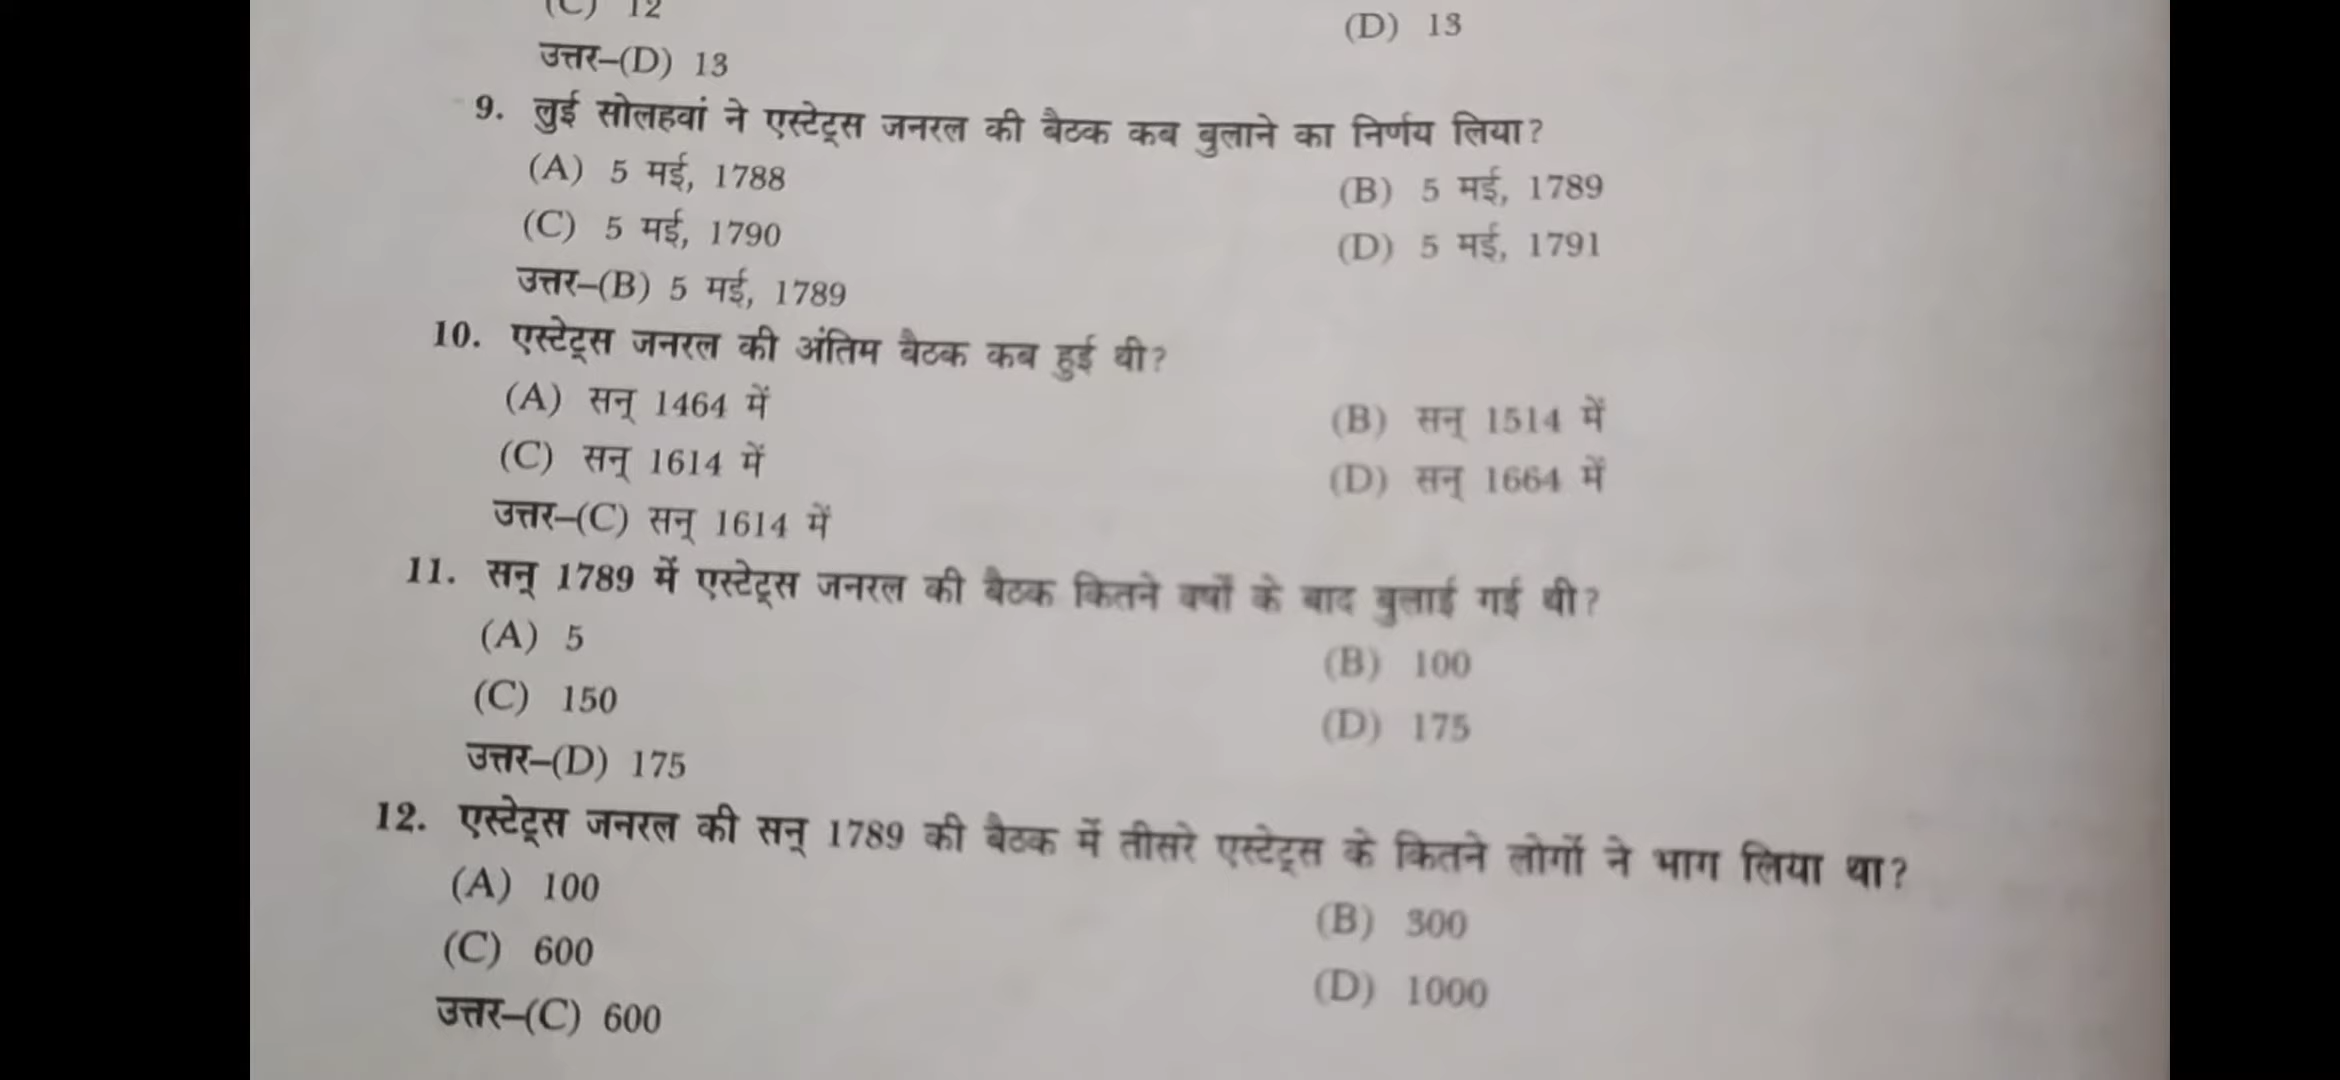 (C) 12
(D) 13
उत्तर–(D) 13
9. लुई सोलहवां ने एस्टेट्स जनरल की बैठक कब बुलाने का निर्णय लिया?
(A) 5 मई, 1788
(B) 5 मई, 1789
(C) 5 मई, 1790
(D) 5 मई, 1791
उत्तर–(B) 5 मई, 1789
10. एस्टेट्स जनरल की अंतिम बैठक कब हुई थी?
(A) सन् 1464 में
(B) सन् 1514 में
(C) सन् 1614 में
(D) सन् 1664 में
उत्तर–(C) सन् 1614 में
11. सन् 1789 में एस्टेट्स जनरल की बैठक कितने वर्षों के बाद बुलाई गई थी?
(A) 5
(B) 100
(C) 150
(D) 175
उत्तर–(D) 175
12. एस्टेट्स जनरल की सन् 1789 की बैठक में तीसरे एस्टेट्स के कितने लोगों ने भाग लिया था?
(A) 100
(B) 300
(C) 600
(D) 1000
उत्तर–(C) 600